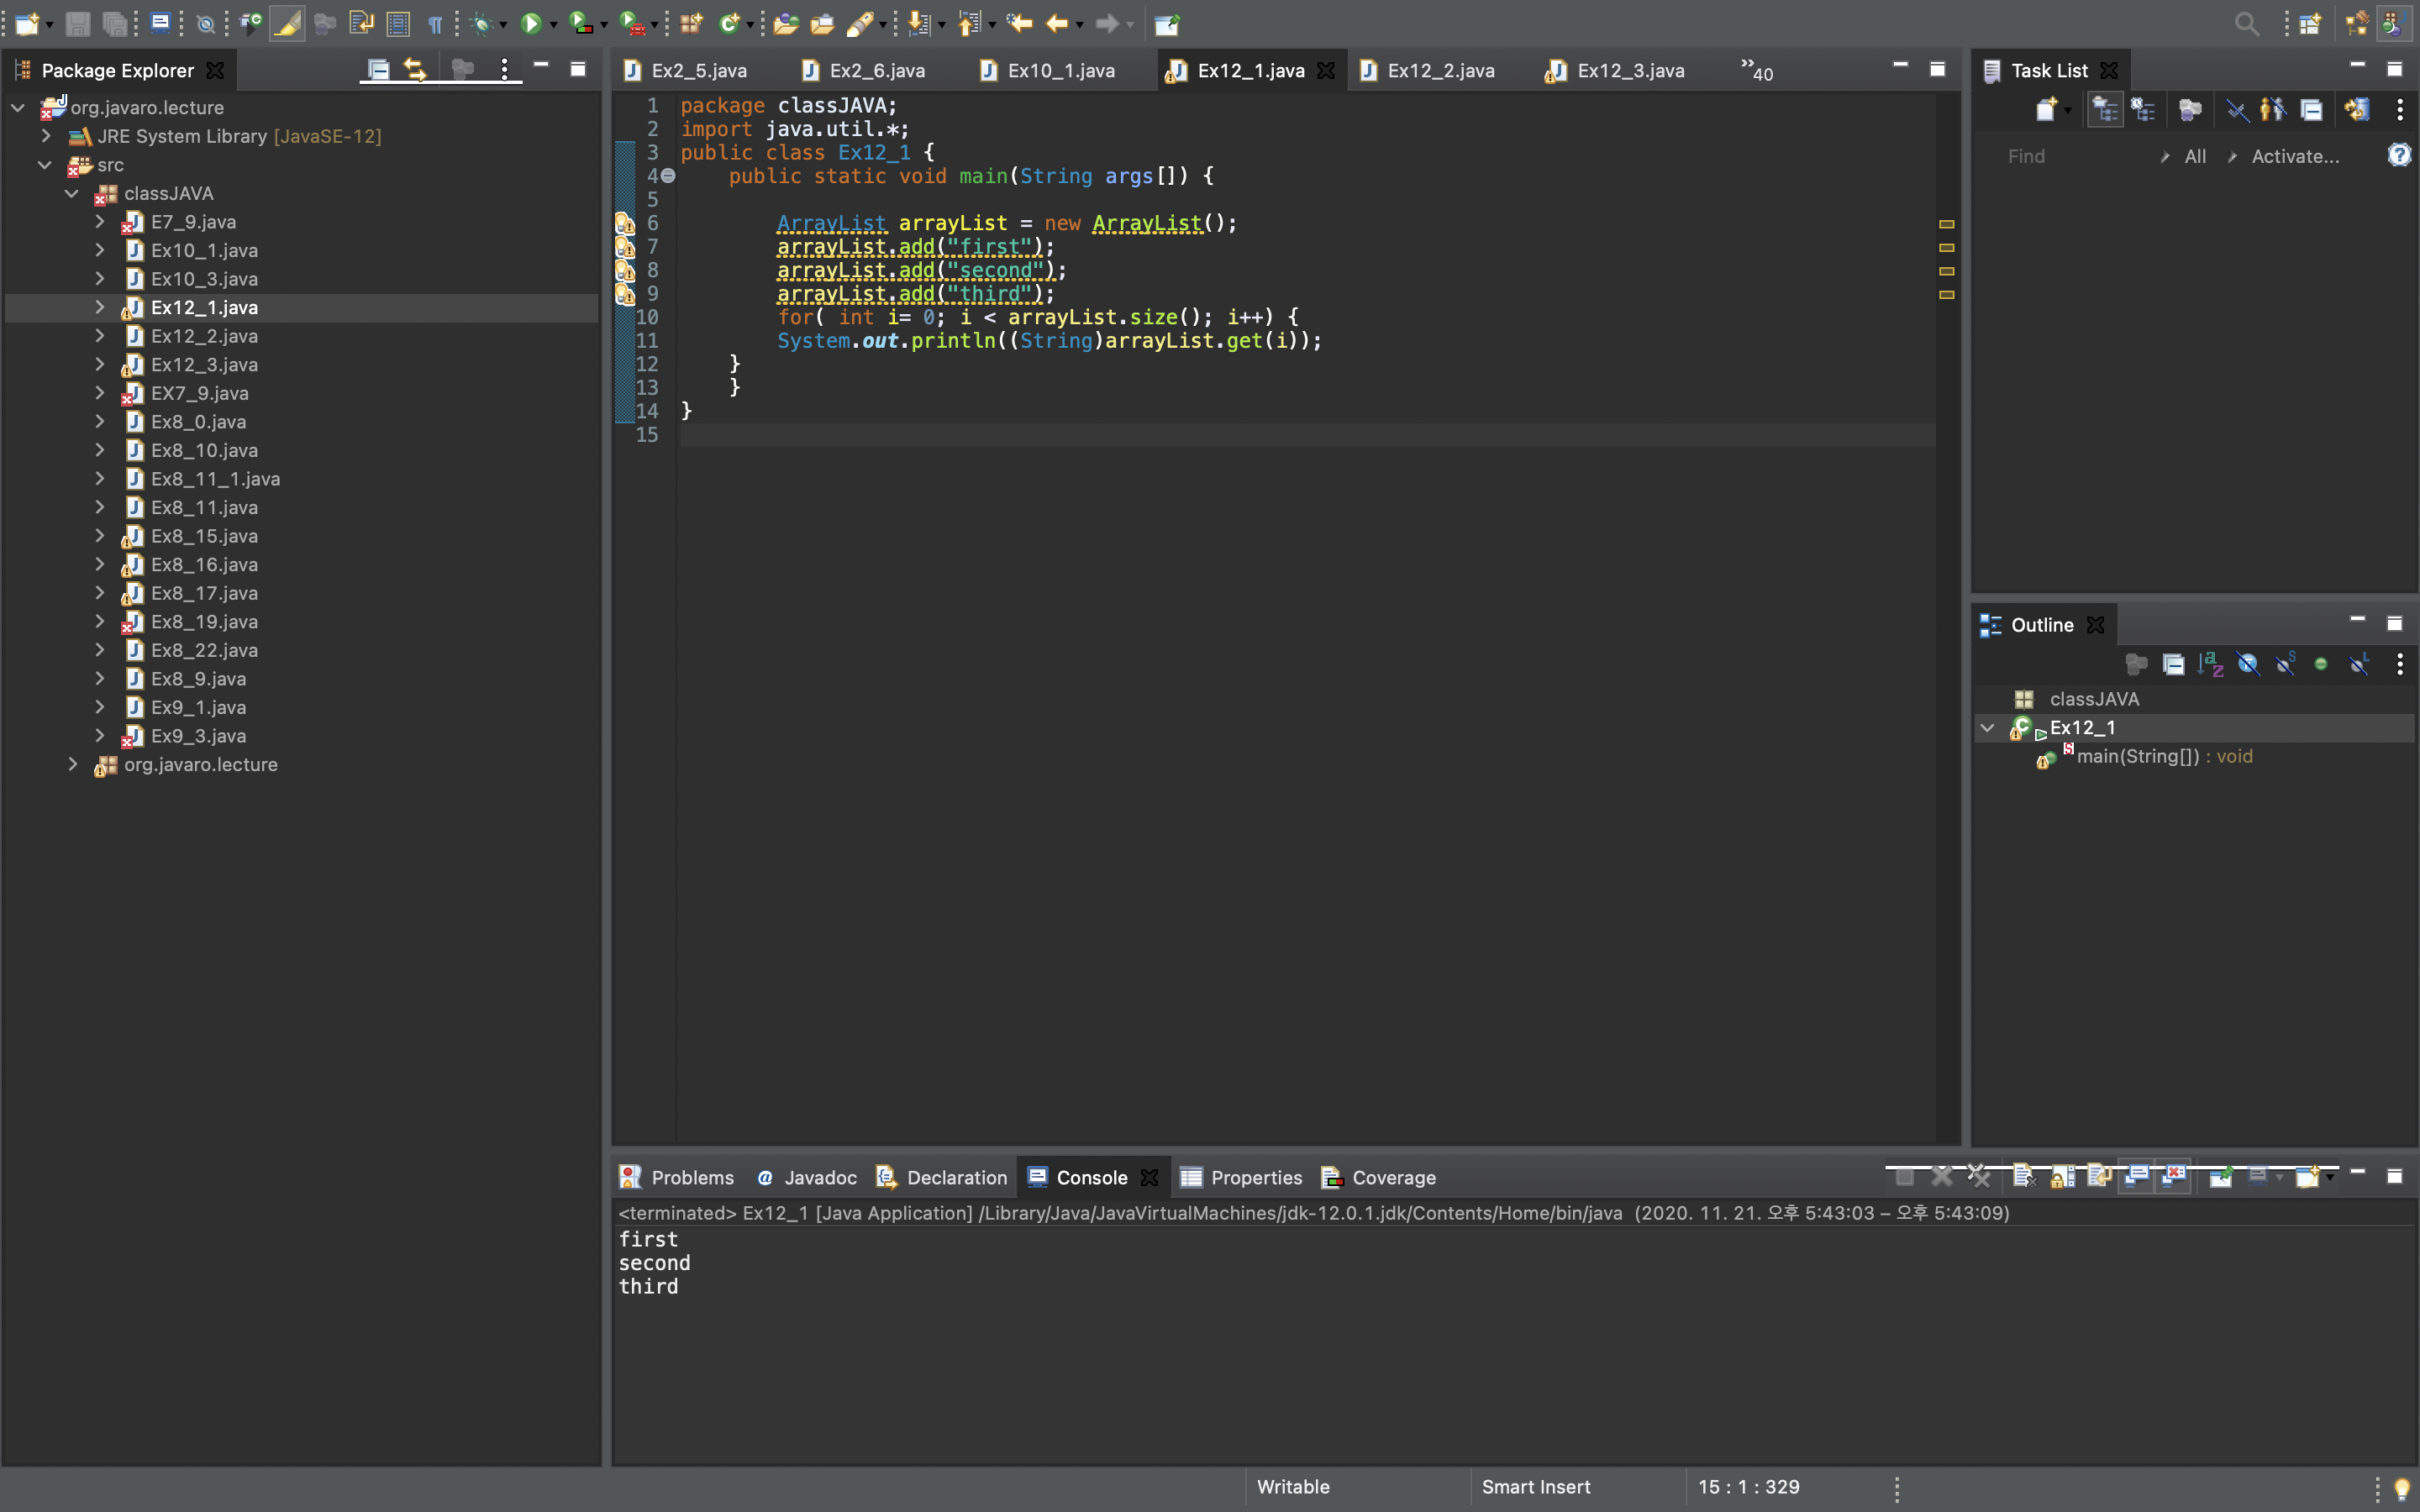 Package Explorer
org.javaro.lecture
JRE System Library [JavaSE-12]
src
classJAVA
E7_9.java
Ex10_1.java
Ex10_3.java
Ex12_1.java
Ex12_2.java
Ex12_3.java
EX7_9.java
Ex8_0.java
Ex8_10.java
Ex8_11_1.java
Ex8_11.java
Ex8_15.java
Ex8_16.java
Ex8_17.java
Ex8_19.java
Ex8_22.java
Ex8_9.java
Ex9_1.java
Ex9_3.java
org.javaro.lecture
Ex2_5.java Ex2_6.java Ex10_1.java Ex12_1.java Ex12_2.java Ex12_3.java »40
1 package classJAVA;
2 import java.util.*;
3 public class Ex12_1 {
4 public static void main(String args[]) {
5
6 ArrayList arrayList = new ArrayList();
7 arrayList.add("first");
8 arrayList.add("second");
9 arrayList.add("third");
10 for( int i= 0; i < arrayList.size(); i++) {
11 System.out.println((String)arrayList.get(i));
12 }
13 }
14 }
15
Task List
Find All Activate...
Outline
classJAVA
Ex12_1
main(String[]) : void
Problems Javadoc Declaration Console Properties Coverage
<terminated> Ex12_1 [Java Application] /Library/Java/JavaVirtualMachines/jdk-12.0.1.jdk/Contents/Home/bin/java (2020. 11. 21. 오후 5:43:03 – 오후 5:43:09)
first
second
third
Writable Smart Insert 15 : 1 : 329